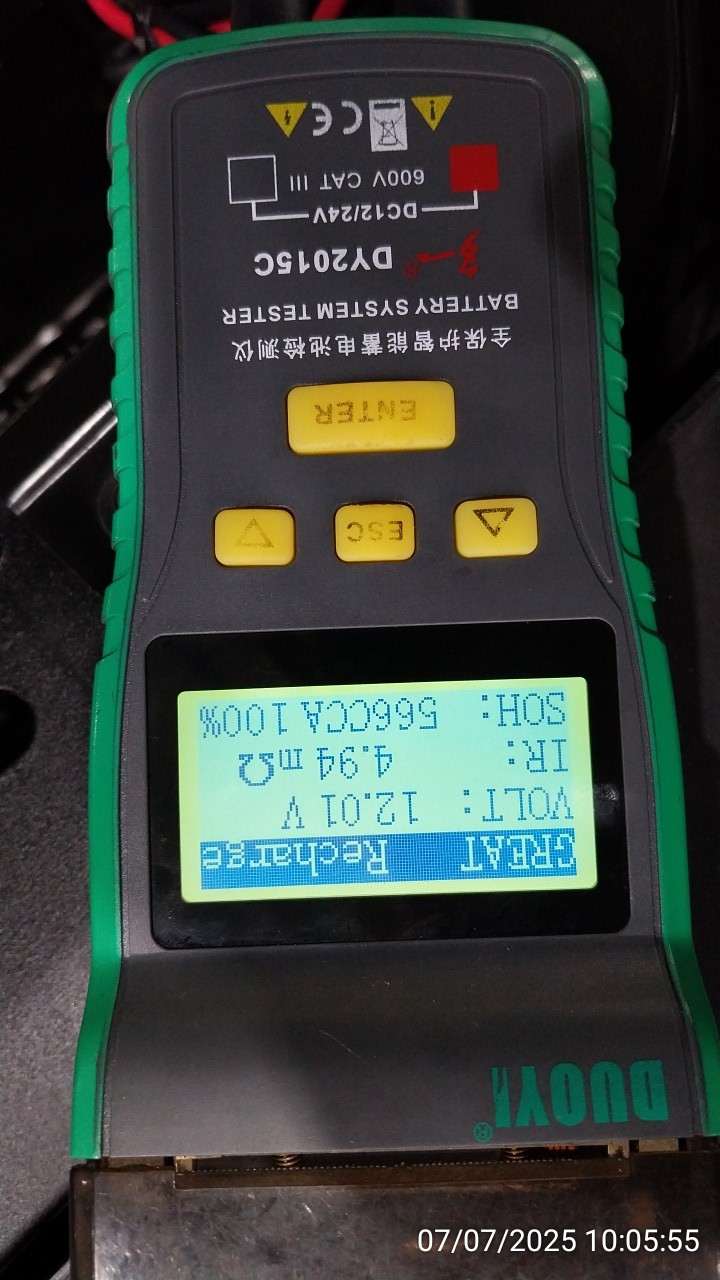 DUOYI®
GREAT Recharge
VOLT: 12.01 V
IR: 4.94 mΩ
SOH: 566CCA 100%
ESC
ENTER
全保护智能蓄电池检测仪
BATTERY SYSTEM TESTER
多一® DY2015C
DC12/24V
600V CAT III
CE
07/07/2025 10:05:55